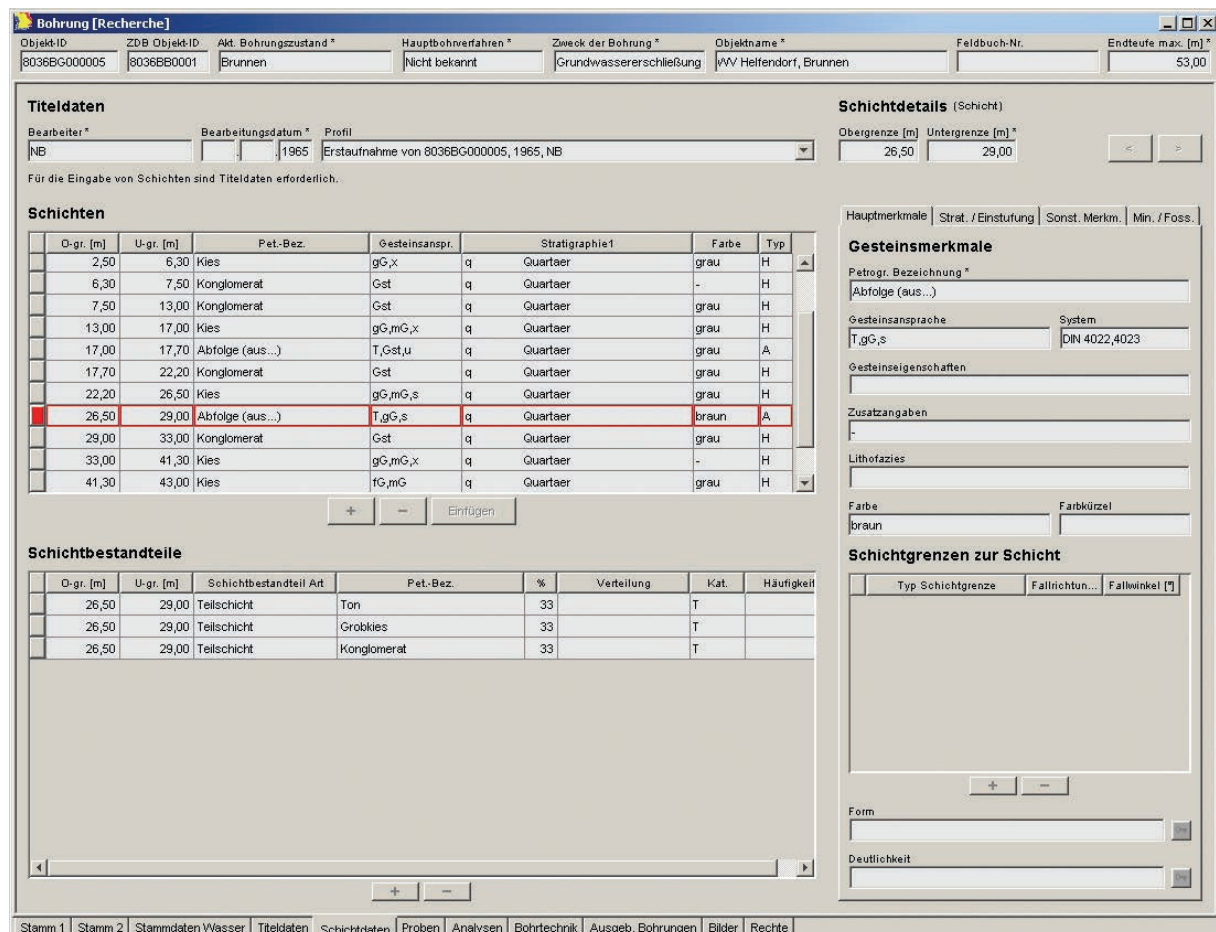 Bohrung [Recherche]
Objekt-ID ZDB Objekt-ID Akt. Bohrungszustand * Hauptbohrverfahren * Zweck der Bohrung * Objektname * Feldbuch-Nr. Endteufe max. [m] *
8036BG000005 8036BB0001 Brunnen Nicht bekannt Grundwassererschließung WV Helfendorf, Brunnen 53,00
Titeldaten
Bearbeiter * Bearbeitungsdatum * Profil
NB . . 1965 Erstaufnahme von 8036BG000005, 1965, NB
Für die Eingabe von Schichten sind Titeldaten erforderlich.
Schichten
O-gr. [m] U-gr. [m] Pet.-Bez. Gesteinsanspr. Stratigraphie1 Farbe Typ
2,50 6,30 Kies gG,x q Quartaer grau H
6,30 7,50 Konglomerat Gst q Quartaer - H
7,50 13,00 Konglomerat Gst q Quartaer grau H
13,00 17,00 Kies gG,mG,x q Quartaer grau H
17,00 17,70 Abfolge (aus...) T,Gst,u q Quartaer grau A
17,70 22,20 Konglomerat Gst q Quartaer grau H
22,20 26,50 Kies gG,mG,s q Quartaer grau H
26,50 29,00 Abfolge (aus...) T,gG,s q Quartaer braun A
29,00 33,00 Konglomerat Gst q Quartaer grau H
33,00 41,30 Kies gG,mG,x q Quartaer - H
41,30 43,00 Kies fG,mG q Quartaer grau H
+ − Einfügen
Schichtbestandteile
O-gr. [m] U-gr. [m] Schichtbestandteil Art Pet.-Bez. % Verteilung Kat. Häufigkeit
26,50 29,00 Teilschicht Ton 33 T
26,50 29,00 Teilschicht Grobkies 33 T
26,50 29,00 Teilschicht Konglomerat 33 T
+ −
Schichtdetails (Schicht)
Obergrenze [m] Untergrenze [m] *
26,50 29,00 < >
Hauptmerkmale Strat. / Einstufung Sonst. Merkm. Min. / Foss.
Gesteinsmerkmale
Petrogr. Bezeichnung *
Abfolge (aus...)
Gesteinsansprache System
T,gG,s DIN 4022,4023
Gesteinseigenschaften
Zusatzangaben
-
Lithofazies
Farbe Farbkürzel
braun
Schichtgrenzen zur Schicht
Typ Schichtgrenze Fallrichtun... Fallwinkel [°]
+ −
Form
Deutlichkeit
Stamm 1 Stamm 2 Stammdaten Wasser Titeldaten Schichtdaten Proben Analysen Bohrtechnik Ausgeb. Bohrungen Bilder Rechte